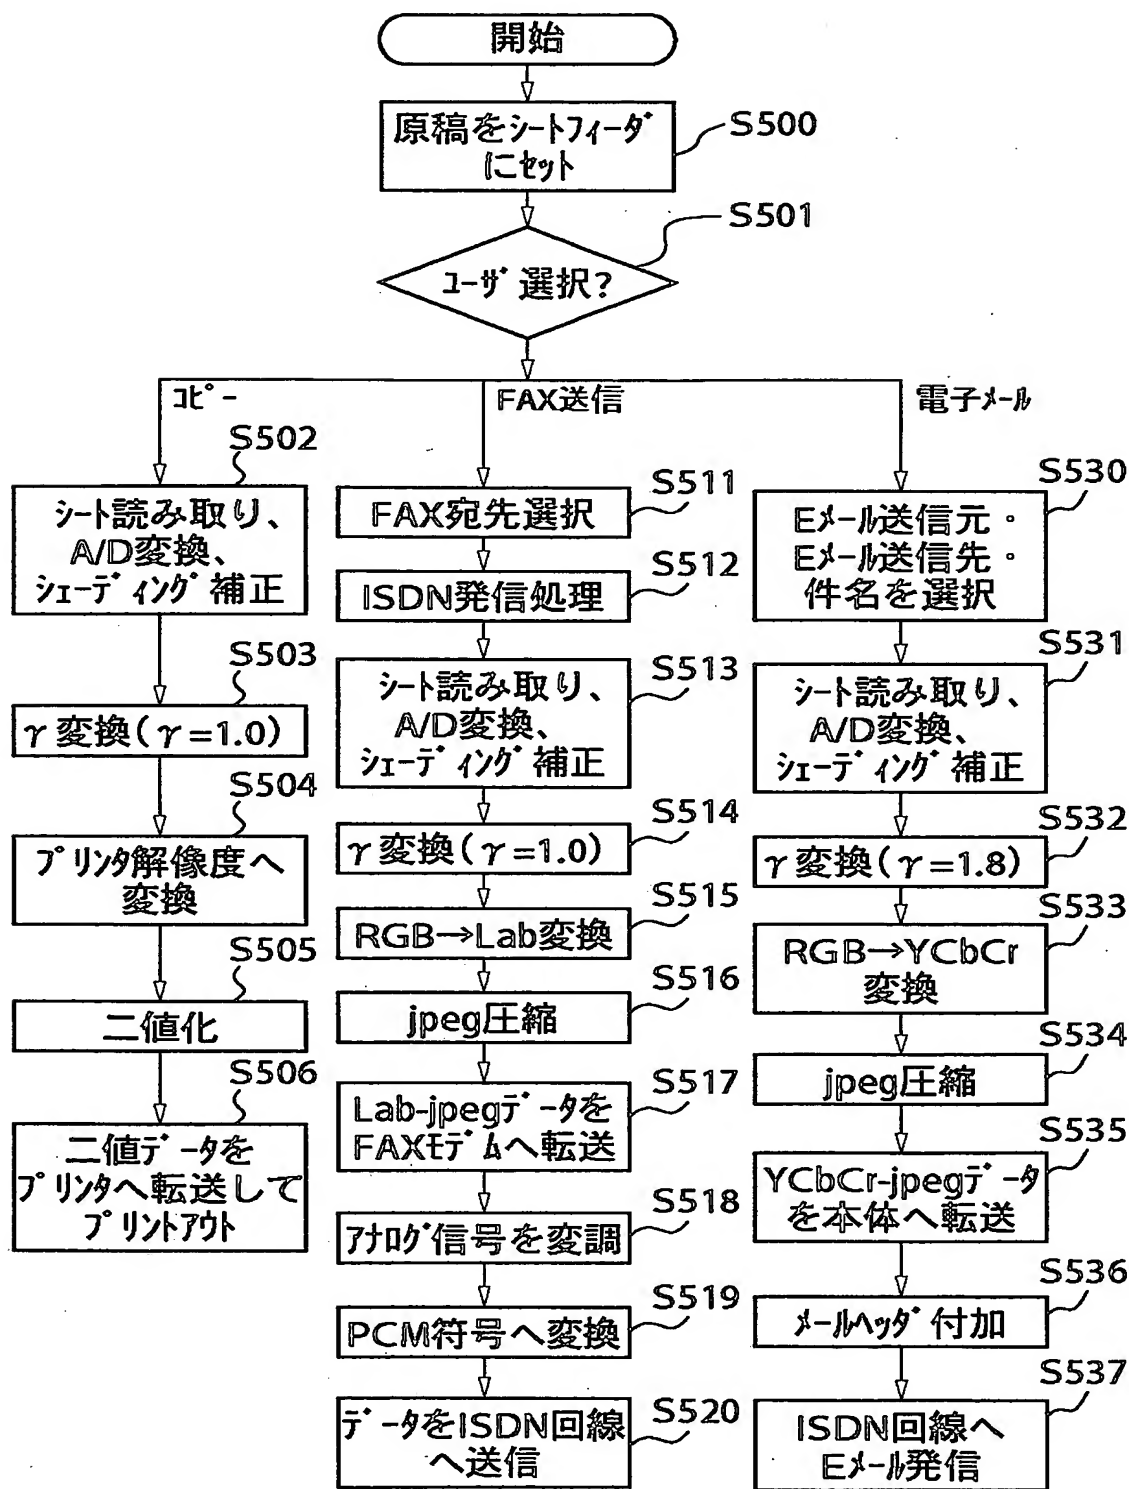 開始
原稿をシートフィーダ
にセット
S500
S501
ユーザ選択?
コピー
FAX送信
電子メール
S502
シート読み取り、
A/D変換、
シェーディング補正
S503
γ変換(γ=1.0)
S504
プリンタ解像度へ
変換
S505
二値化
S506
二値データを
プリンタへ転送して
プリントアウト
S511
FAX宛先選択
S512
ISDN発信処理
S513
シート読み取り、
A/D変換、
シェーディング補正
S514
γ変換(γ=1.0)
S515
RGB→Lab変換
S516
jpeg圧縮
S517
Lab-jpegデータを
FAXモデムへ転送
S518
アナログ信号を変調
S519
PCM符号へ変換
S520
データをISDN回線
へ送信
S530
Eメール送信元・
Eメール送信先・
件名を選択
S531
シート読み取り、
A/D変換、
シェーディング補正
S532
γ変換(γ=1.8)
S533
RGB→YCbCr
変換
S534
jpeg圧縮
S535
YCbCr-jpegデータ
を本体へ転送
S536
メールヘッダ付加
S537
ISDN回線へ
Eメール発信